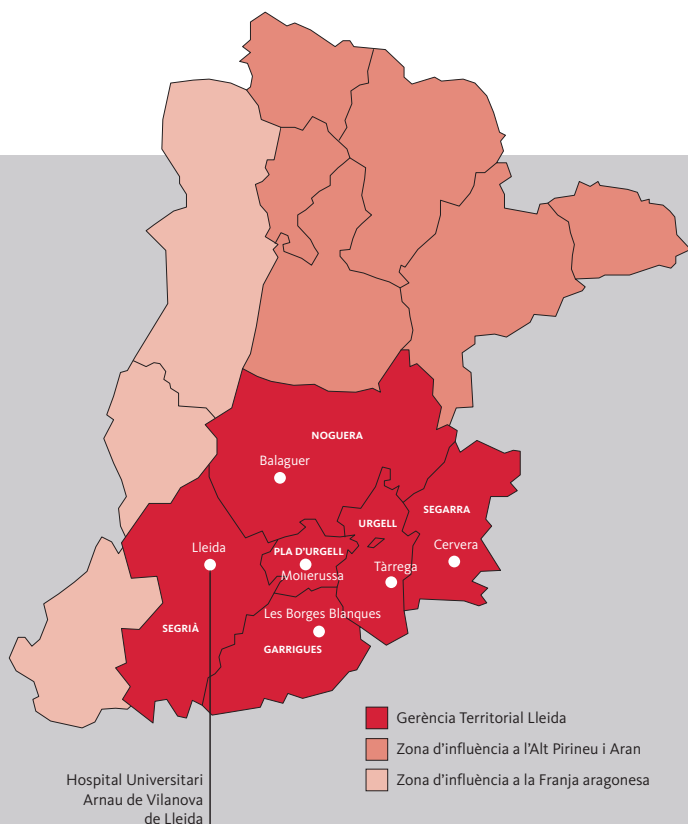 NOGUERA
Balaguer
SEGARRA
URGELL
Cervera
Lleida
PLA D'URGELL
Mollerussa
Tàrrega
Les Borges Blanques
SEGRIÀ
GARRIGUES
Gerència Territorial Lleida
Zona d'influència a l'Alt Pirineu i Aran
Zona d'influència a la Franja aragonesa
Hospital Universitari
Arnau de Vilanova
de Lleida